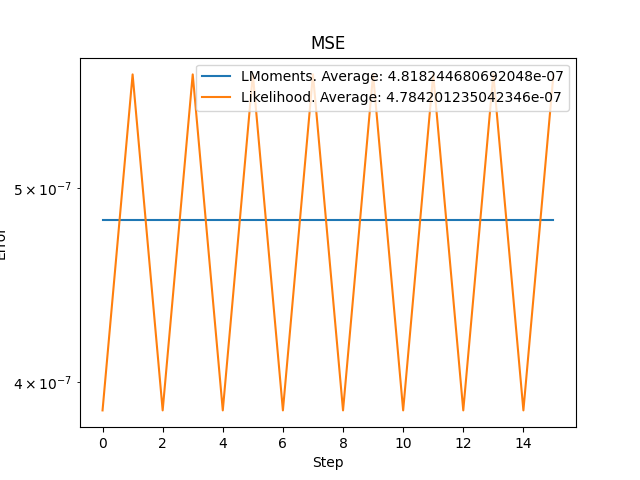 MSE
LMoments. Average: 4.818244680692048e-07
Likelihood. Average: 4.784201235042346e-07
5 × 10⁻⁷
4 × 10⁻⁷
Error
0 2 4 6 8 10 12 14
Step